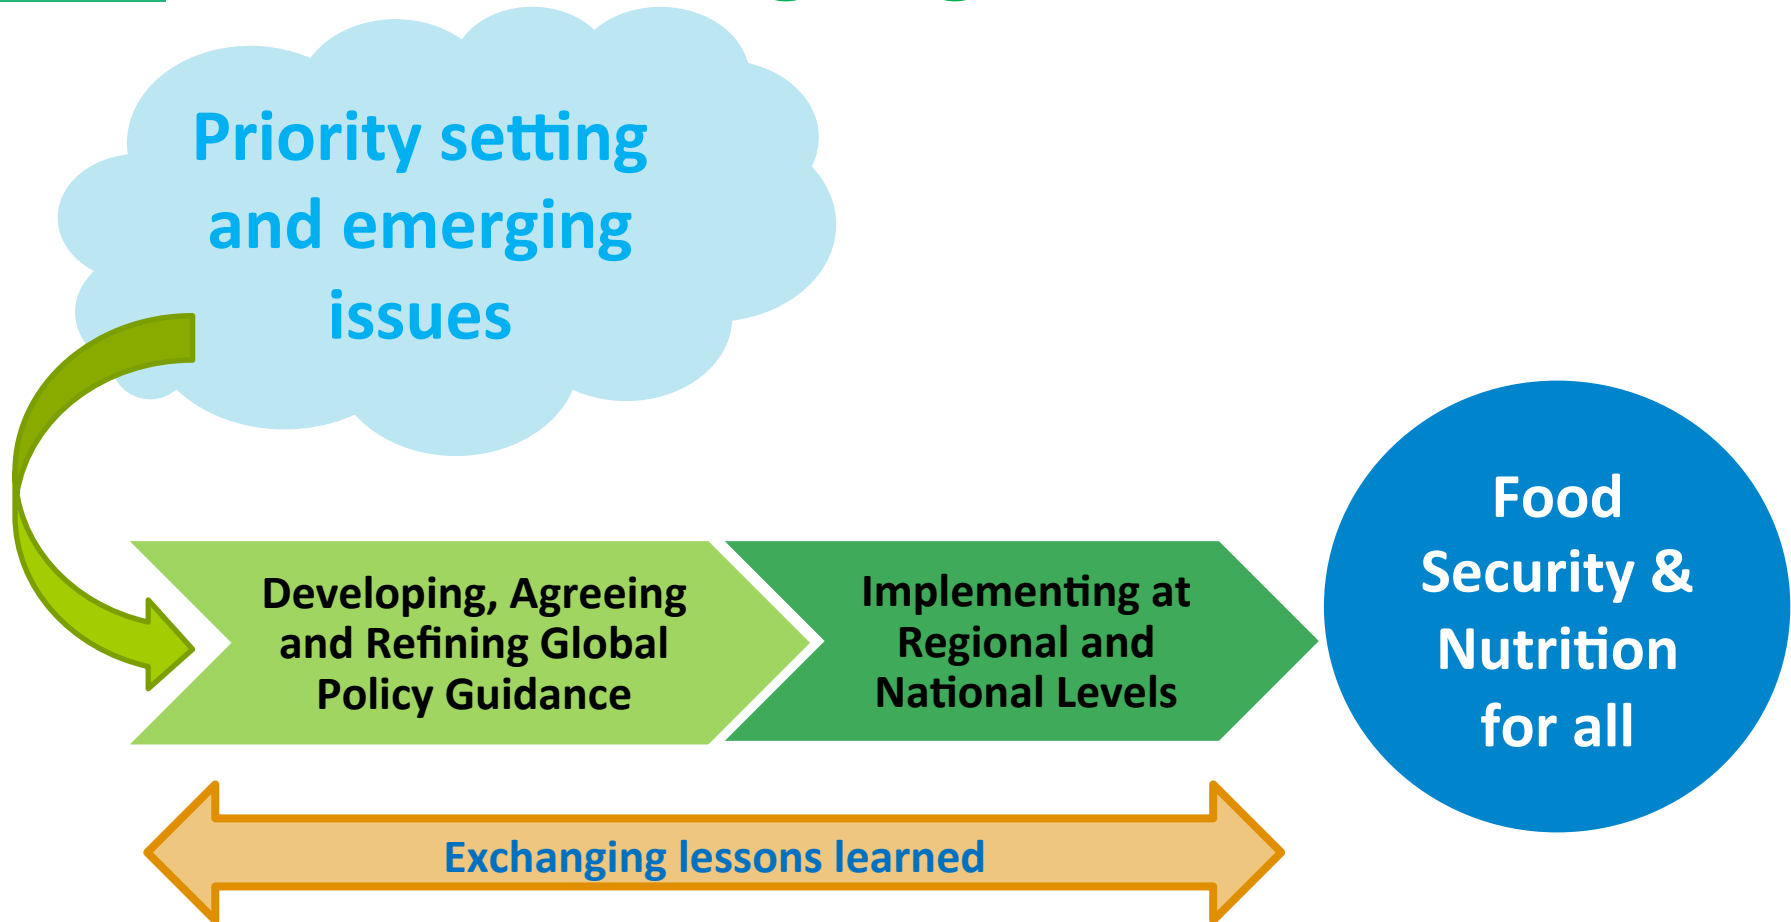 Priority setting
and emerging
issues
Developing, Agreeing
and Refining Global
Policy Guidance
Implementing at
Regional and
National Levels
Food
Security &
Nutrition
for all
Exchanging lessons learned